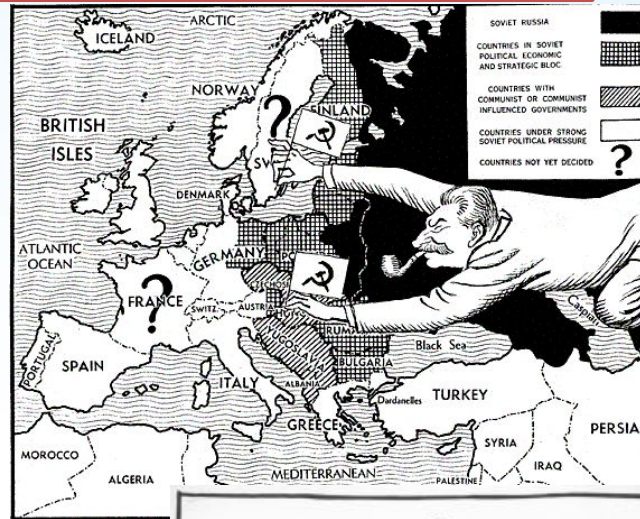 ARCTIC
ICELAND
NORWAY
?
FINLAND
BRITISH
ISLES
DENMARK
ATLANTIC
OCEAN
GERMANY
?
FRANCE
SWITZ.
AUSTRI
RUM
YUGOSLAVIA
BULGARIA
Black Sea
Caspian
PORTUGAL
SPAIN
ITALY
ALBANIA
GREECE
Dardanelles
TURKEY
SYRIA
IRAQ
PERSIA
MOROCCO
ALGERIA
MEDITERRANEAN
PALESTINE
SOVIET RUSSIA
COUNTRIES IN SOVIET
POLITICAL ECONOMIC
AND STRATEGIC BLOC
COUNTRIES WITH
COMMUNIST OR COMMUNIST
INFLUENCED GOVERNMENTS
COUNTRIES UNDER STRONG
SOVIET POLITICAL PRESSURE
COUNTRIES NOT YET DECIDED
?